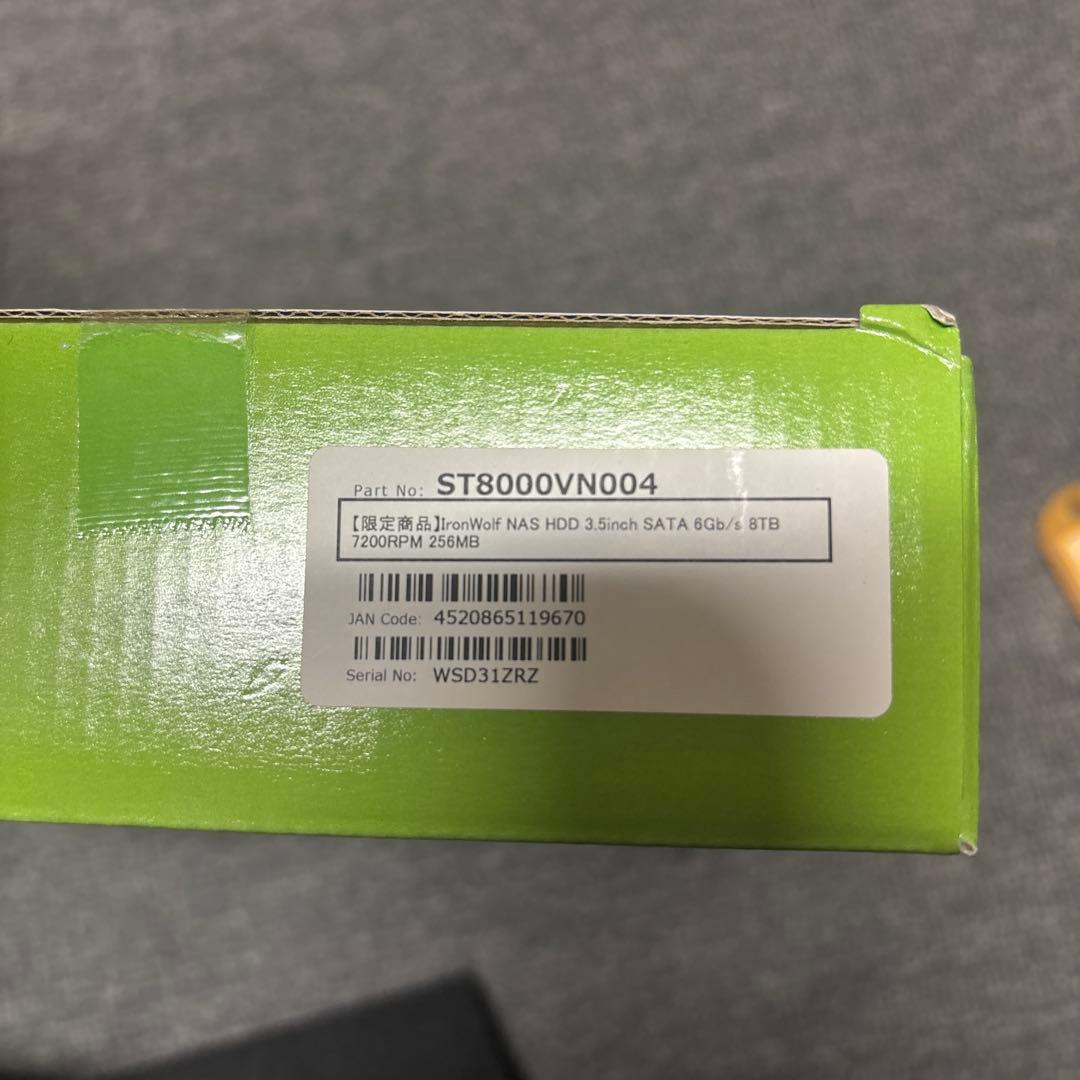 Part No: ST8000VN004
【限定商品】IronWolf NAS HDD 3.5inch SATA 6Gb/s 8TB
7200RPM 256MB
JAN Code: 4520865119670
Serial No: WSD31ZRZ